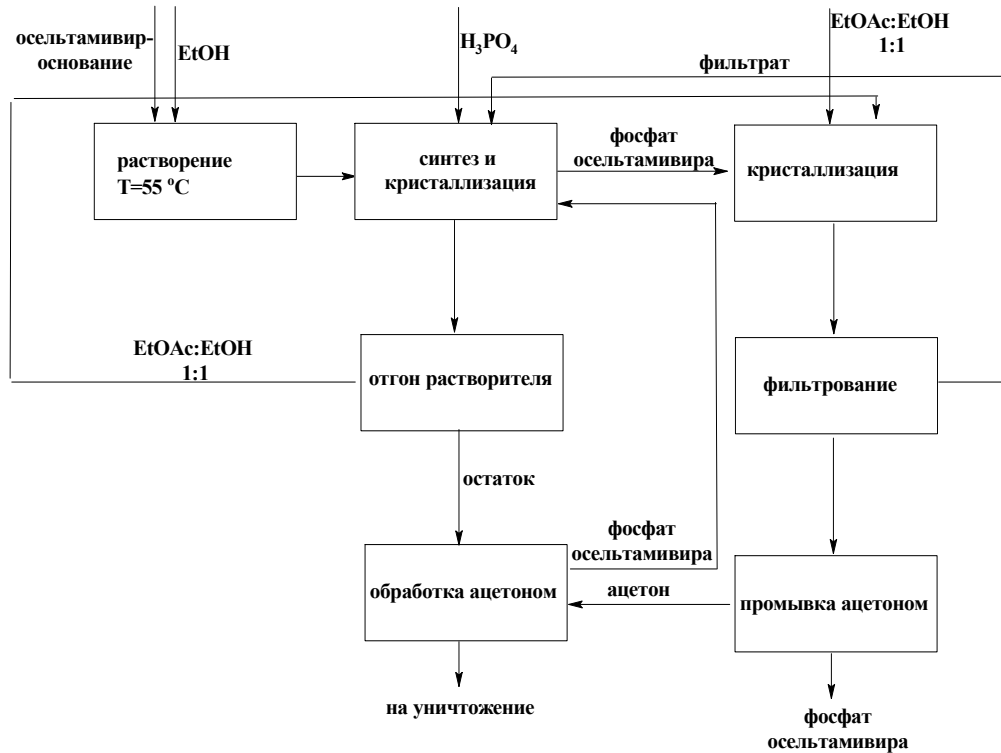 осельтамивир-
основание
EtOH
H₃PO₄
EtOAc:EtOH
1:1
фильтрат
растворение
T=55 °C
синтез и
кристаллизация
фосфат
осельтамивира
кристаллизация
EtOAc:EtOH
1:1
отгон растворителя
фильтрование
остаток
фосфат
осельтамивира
обработка ацетоном
ацетон
промывка ацетоном
на уничтожение
фосфат
осельтамивира